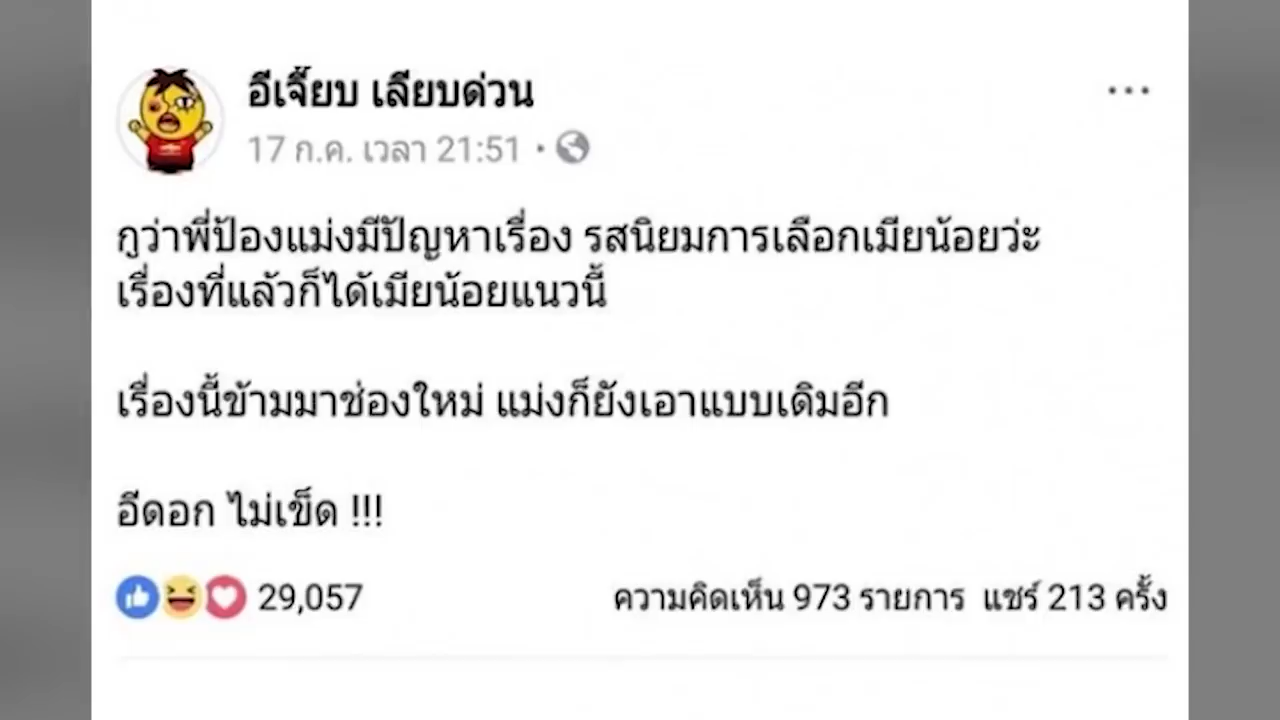 อีเจี๊ยบ เลียบด่วน
17 ก.ค. เวลา 21:51
กูว่าพี่ป้องแม่งมีปัญหาเรื่อง รสนิยมการเลือกเมียน้อยว่ะ
เรื่องที่แล้วก็ได้เมียน้อยแนวนี้
เรื่องนี้ข้ามมาช่องใหม่ แม่งก็ยังเอาแบบเดิมอีก
อีดอก ไม่เข็ด !!!
29,057 ความคิดเห็น 973 รายการ แชร์ 213 ครั้ง